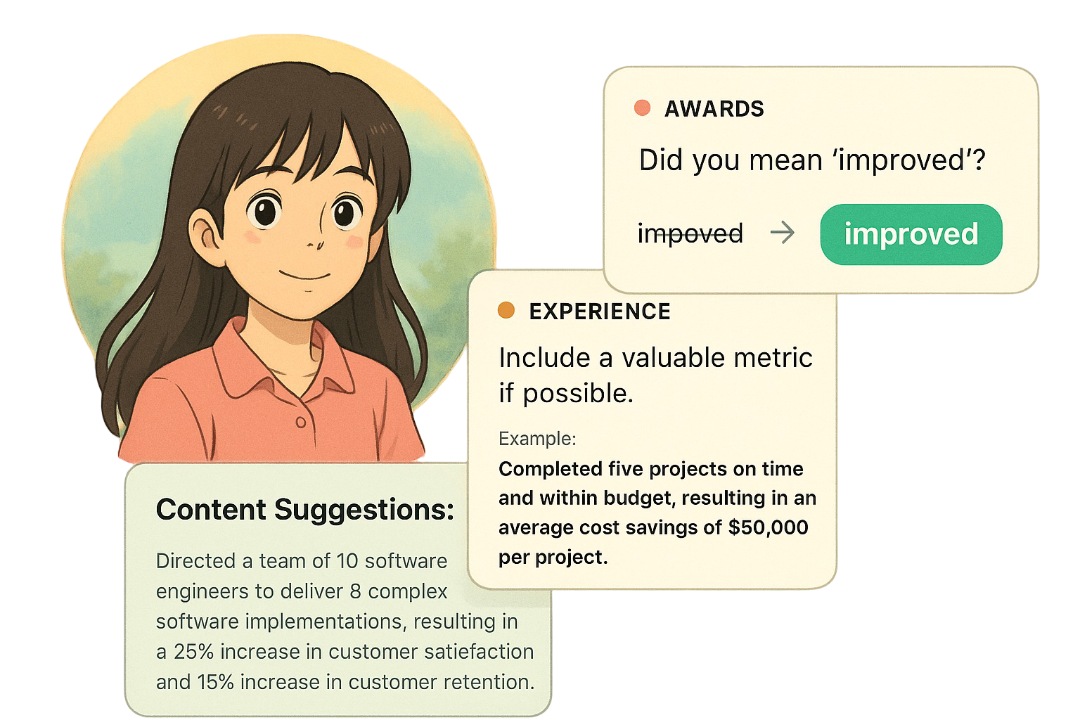 AWARDS
Did you mean ‘improved’?
impoved → improved
EXPERIENCE
Include a valuable metric
if possible.
Example:
Completed five projects on time
and within budget, resulting in an
average cost savings of $50,000
per project.
Content Suggestions:
Directed a team of 10 software
engineers to deliver 8 complex
software implementations, resulting in
a 25% increase in customer satiefaction
and 15% increase in customer retention.